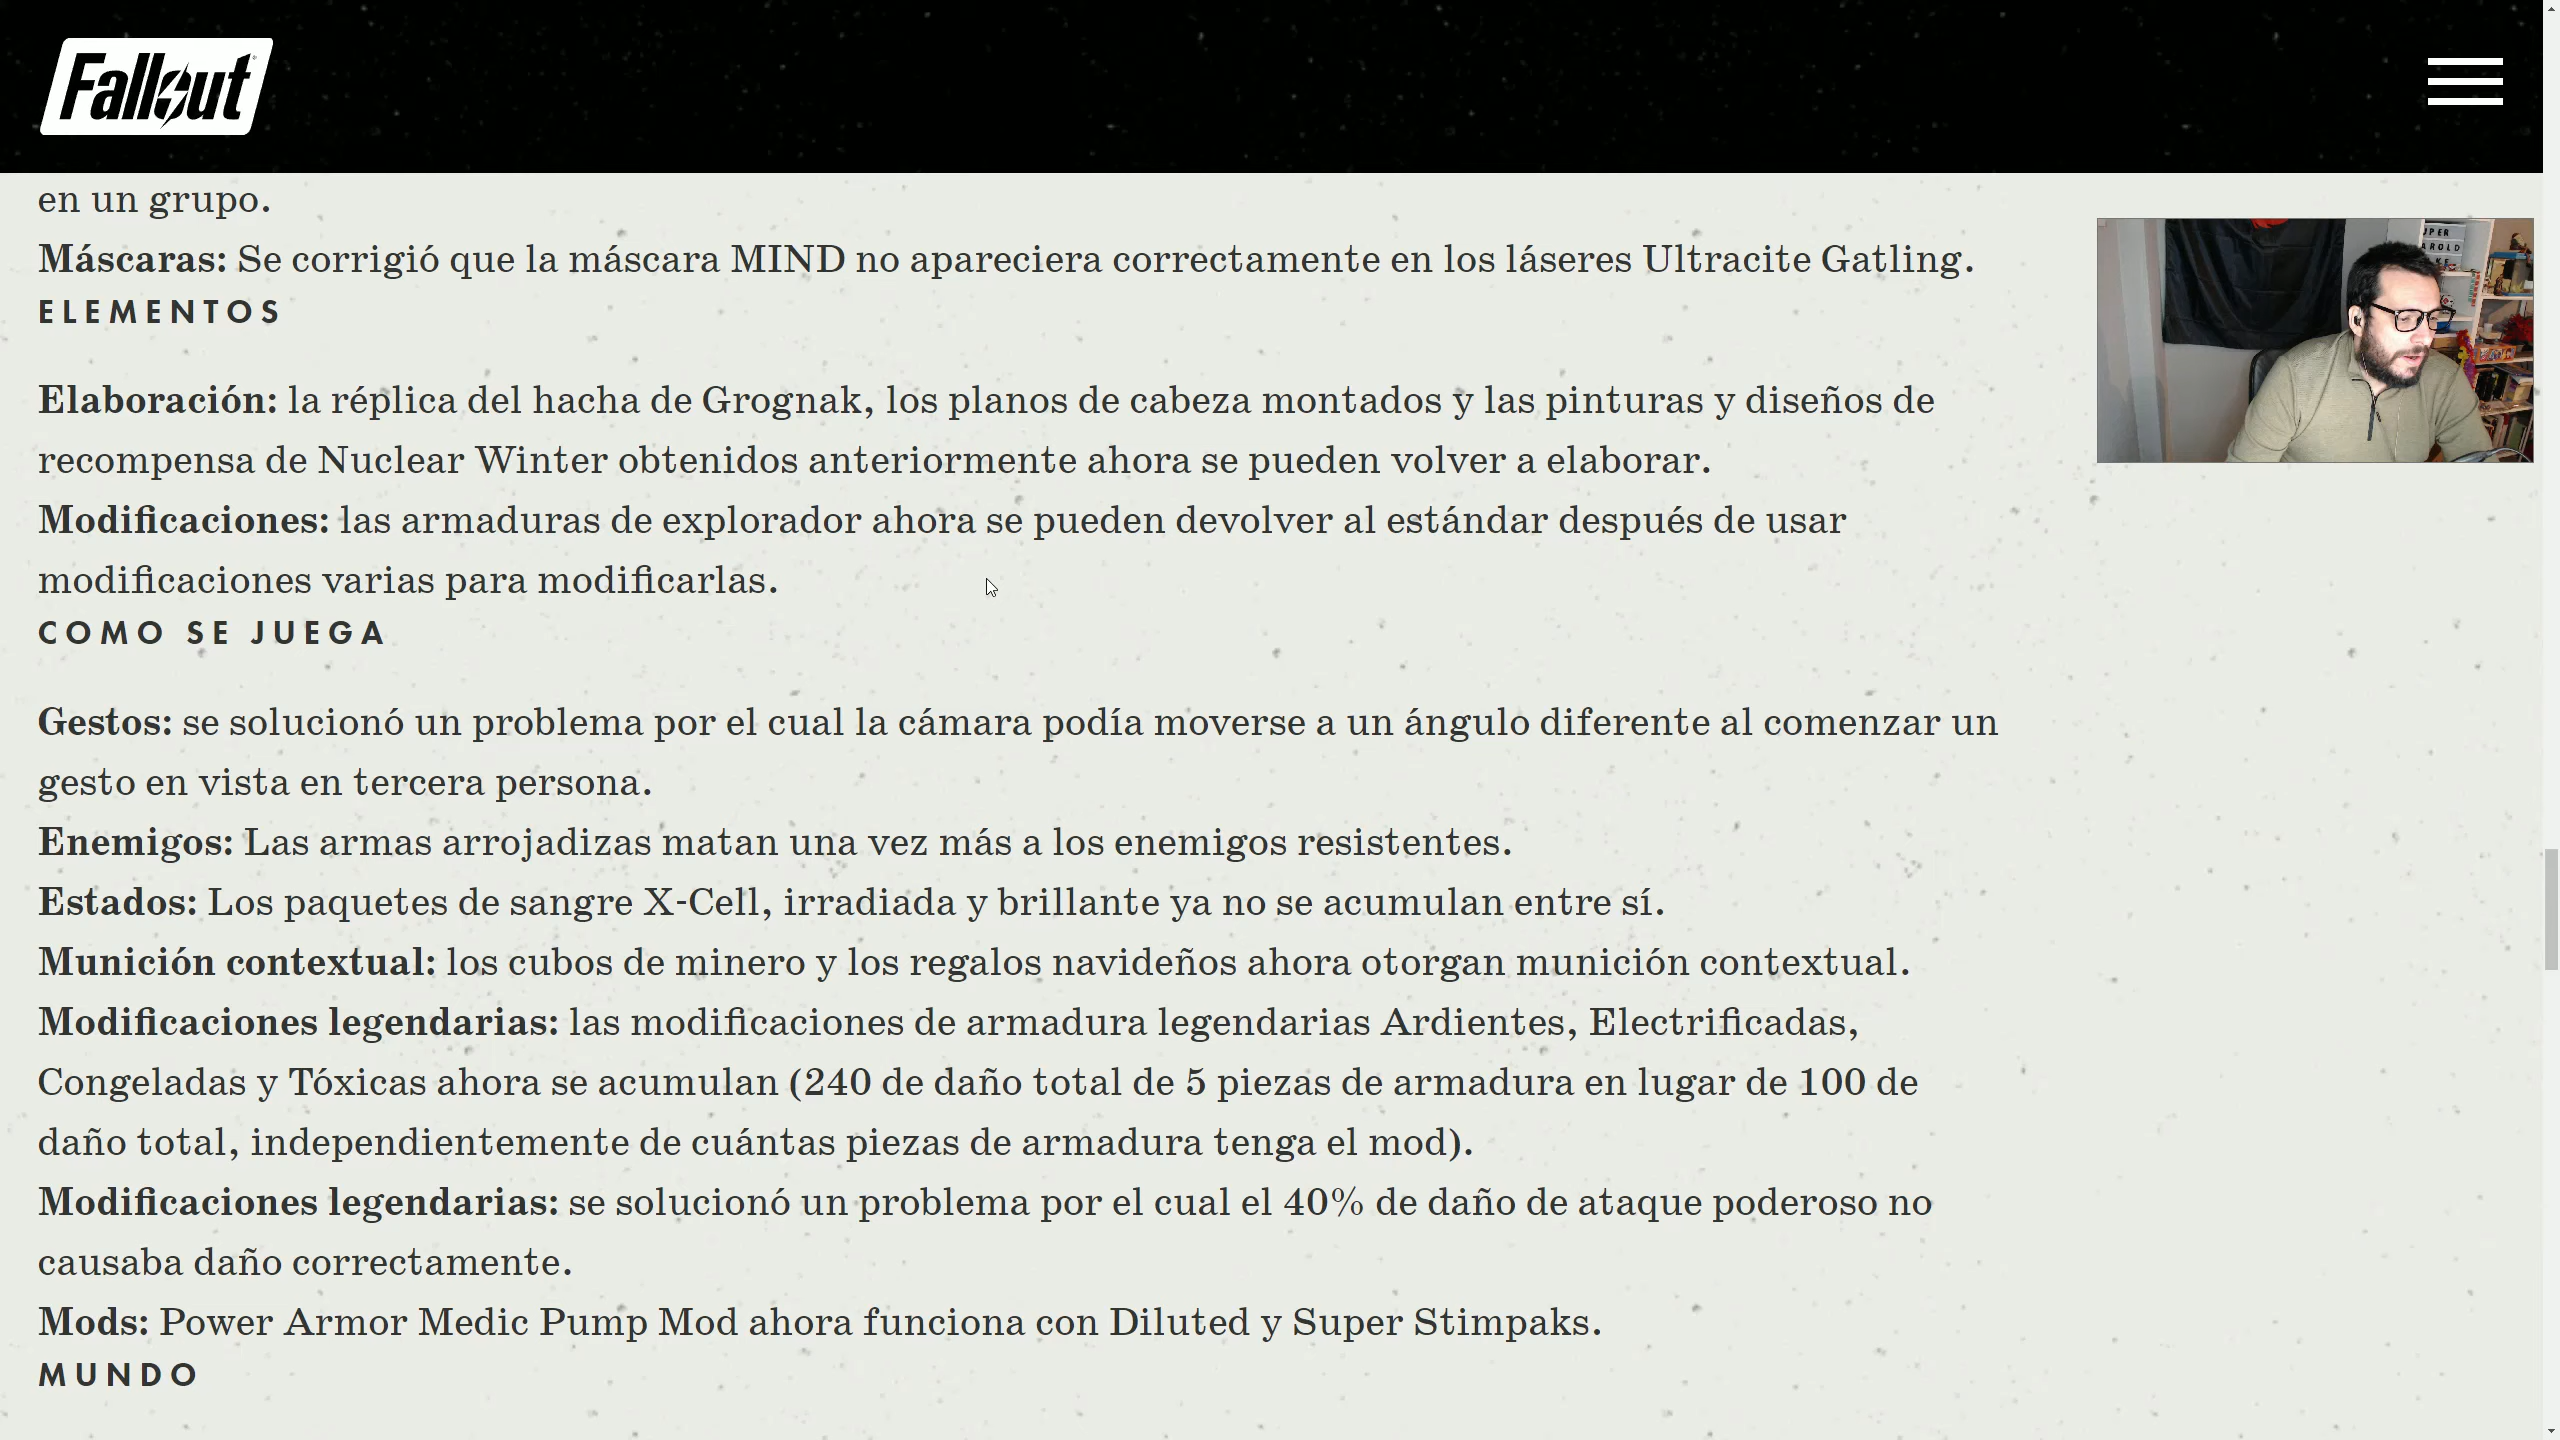 Fallout
en un grupo.
Máscaras: Se corrigió que la máscara MIND no apareciera correctamente en los láseres Ultracite Gatling.
ELEMENTOS
Elaboración: la réplica del hacha de Grognak, los planos de cabeza montados y las pinturas y diseños de
recompensa de Nuclear Winter obtenidos anteriormente ahora se pueden volver a elaborar.
Modificaciones: las armaduras de explorador ahora se pueden devolver al estándar después de usar
modificaciones varias para modificarlas.
COMO SE JUEGA
Gestos: se solucionó un problema por el cual la cámara podía moverse a un ángulo diferente al comenzar un
gesto en vista en tercera persona.
Enemigos: Las armas arrojadizas matan una vez más a los enemigos resistentes.
Estados: Los paquetes de sangre X-Cell, irradiada y brillante ya no se acumulan entre sí.
Munición contextual: los cubos de minero y los regalos navideños ahora otorgan munición contextual.
Modificaciones legendarias: las modificaciones de armadura legendarias Ardientes, Electrificadas,
Congeladas y Tóxicas ahora se acumulan (240 de daño total de 5 piezas de armadura en lugar de 100 de
daño total, independientemente de cuántas piezas de armadura tenga el mod).
Modificaciones legendarias: se solucionó un problema por el cual el 40% de daño de ataque poderoso no
causaba daño correctamente.
Mods: Power Armor Medic Pump Mod ahora funciona con Diluted y Super Stimpaks.
MUNDO